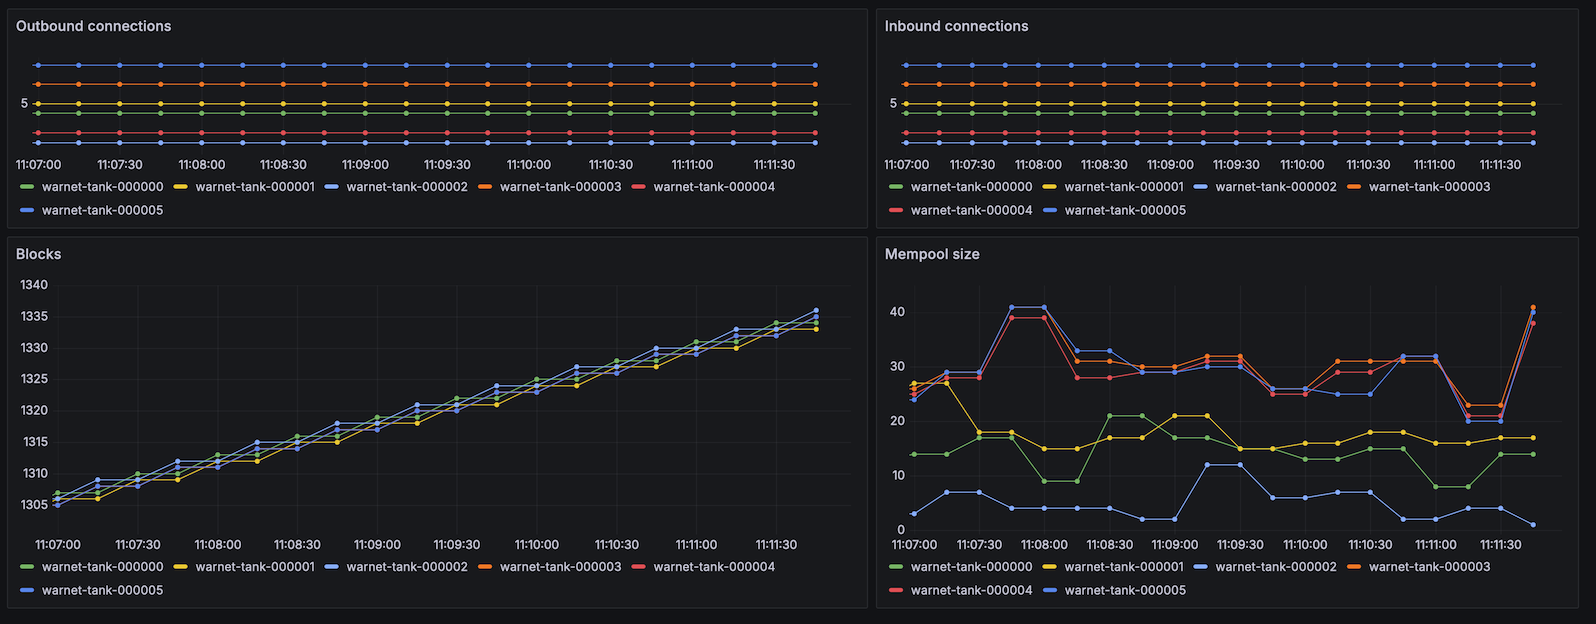 Outbound connections
5
11:07:00 11:07:30 11:08:00 11:08:30 11:09:00 11:09:30 11:10:00 11:10:30 11:11:00 11:11:30
warnet-tank-000000 warnet-tank-000001 warnet-tank-000002 warnet-tank-000003 warnet-tank-000004
warnet-tank-000005
Inbound connections
5
11:07:00 11:07:30 11:08:00 11:08:30 11:09:00 11:09:30 11:10:00 11:10:30 11:11:00 11:11:30
warnet-tank-000000 warnet-tank-000001 warnet-tank-000002 warnet-tank-000003
warnet-tank-000004 warnet-tank-000005
Blocks
1340
1335
1330
1325
1320
1315
1310
1305
11:07:00 11:07:30 11:08:00 11:08:30 11:09:00 11:09:30 11:10:00 11:10:30 11:11:00 11:11:30
warnet-tank-000000 warnet-tank-000001 warnet-tank-000002 warnet-tank-000003 warnet-tank-000004
warnet-tank-000005
Mempool size
40
30
20
10
0
11:07:00 11:07:30 11:08:00 11:08:30 11:09:00 11:09:30 11:10:00 11:10:30 11:11:00 11:11:30
warnet-tank-000000 warnet-tank-000001 warnet-tank-000002 warnet-tank-000003
warnet-tank-000004 warnet-tank-000005